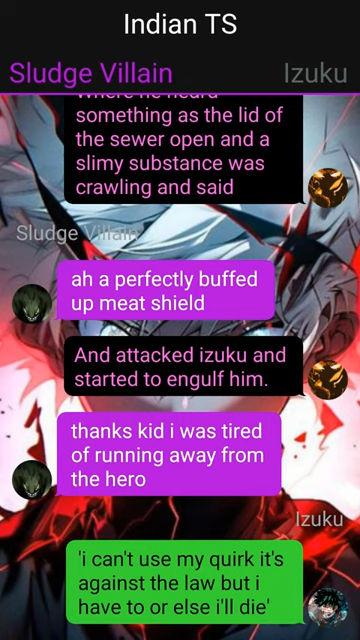 Indian TS
Sludge Villain
Izuku
Where he heard
something as the lid of
the sewer open and a
slimy substance was
crawling and said
Sludge Villain
ah a perfectly buffed
up meat shield
And attacked izuku and
started to engulf him.
thanks kid i was tired
of running away from
the hero
Izuku
'i can't use my quirk it's
against the law but i
have to or else i'll die'